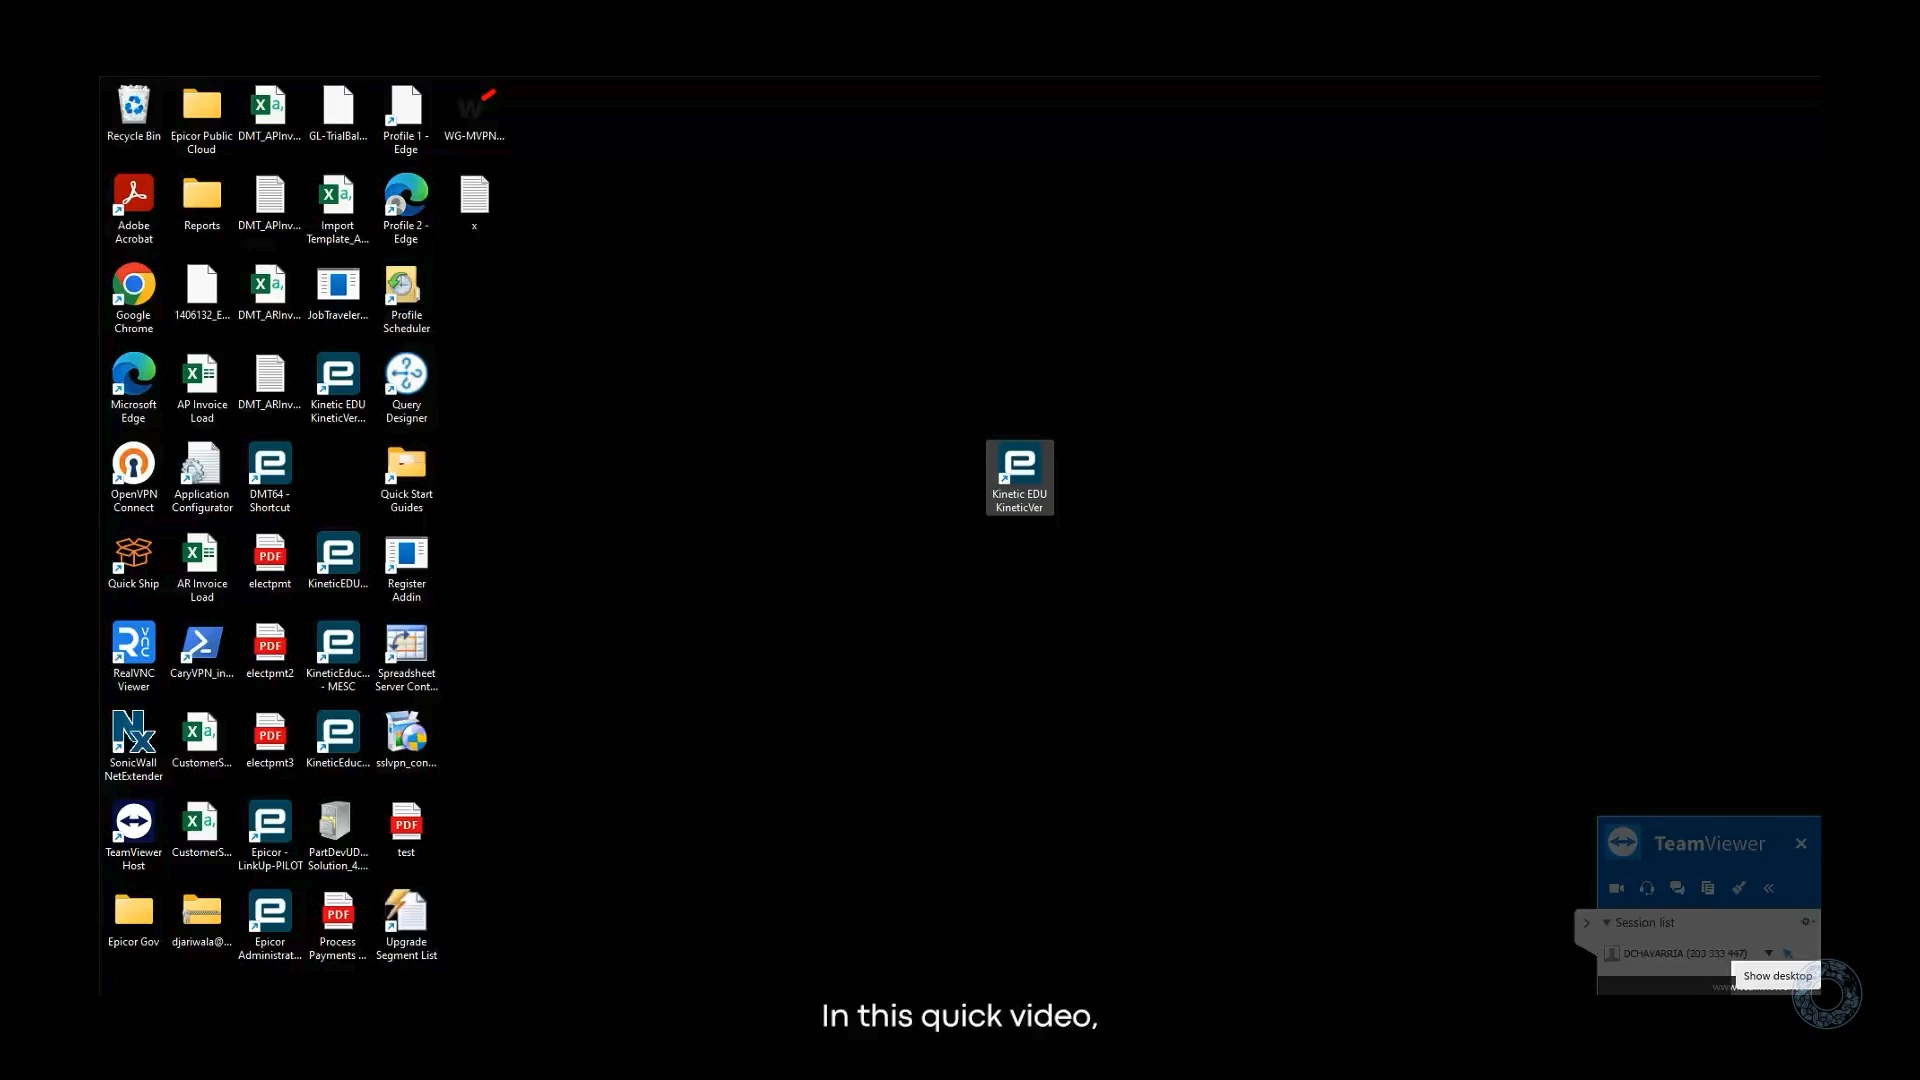 Recycle Bin
Epicor Public
Cloud
DMT_APInv...
GL-TrialBal...
Profile 1 -
Edge
WG-MVPN...
Adobe
Acrobat
Reports
DMT_APInv...
Import
Template_A...
Profile 2 -
Edge
x
Google
Chrome
1406132_E...
DMT_ARInv...
JobTraveler...
Profile
Scheduler
Microsoft
Edge
AP Invoice
Load
DMT_ARInv...
Kinetic EDU
KineticVer...
Query
Designer
OpenVPN
Connect
Application
Configurator
DMT64 -
Shortcut
Quick Start
Guides
Kinetic EDU
KineticVer
Quick Ship
AR Invoice
Load
PDF
electpmt
KineticEDU...
Register
Addin
RealVNC
Viewer
CaryVPN_in...
PDF
electpmt2
KineticEduc...
- MESC
Spreadsheet
Server Cont...
SonicWall
NetExtender
CustomerS...
PDF
electpmt3
KineticEduc...
sslvpn_con...
TeamViewer
Host
CustomerS...
Epicor -
LinkUp-PILOT
PartDevUD...
Solution_4....
PDF
test
Epicor Gov
djariwala@...
Epicor
Administrat...
PDF
Process
Payments ...
Upgrade
Segment List
TeamViewer
Session list
DCHAVARRIA (203 333 447)
Show desktop
In this quick video,